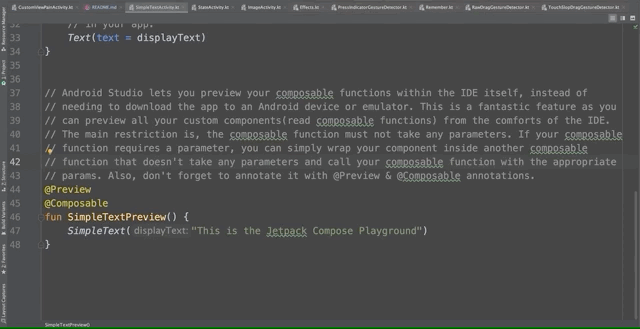 CustomViewPaintActivity.kt README.md SimpleTextActivity.kt StateActivity.kt ImageActivity.kt Effects.kt PressIndicatorGestureDetector.kt Remember.kt RawDragGestureDetector.kt TouchSlopDragGestureDetector.kt
// in your app.
33 Text(text = displayText)
34 }
35
36
37 // Android Studio lets you preview your composable functions within the IDE itself, instead of
38 // needing to download the app to an Android device or emulator. This is a fantastic feature as you
39 // can preview all your custom components(read composable functions) from the comforts of the IDE.
40 // The main restriction is, the composable function must not take any parameters. If your composable
41 // function requires a parameter, you can simply wrap your component inside another composable
42 // function that doesn't take any parameters and call your composable function with the appropriate
43 // params. Also, don't forget to annotate it with @Preview & @Composable annotations.
44 @Preview
45 @Composable
46 fun SimpleTextPreview() {
47 SimpleText( displayText: "This is the Jetpack Compose Playground")
48 }
SimpleTextPreview()
Resource Manager
1: Project
Z: Structure
Build Variants
2: Favorites
Layout Captures